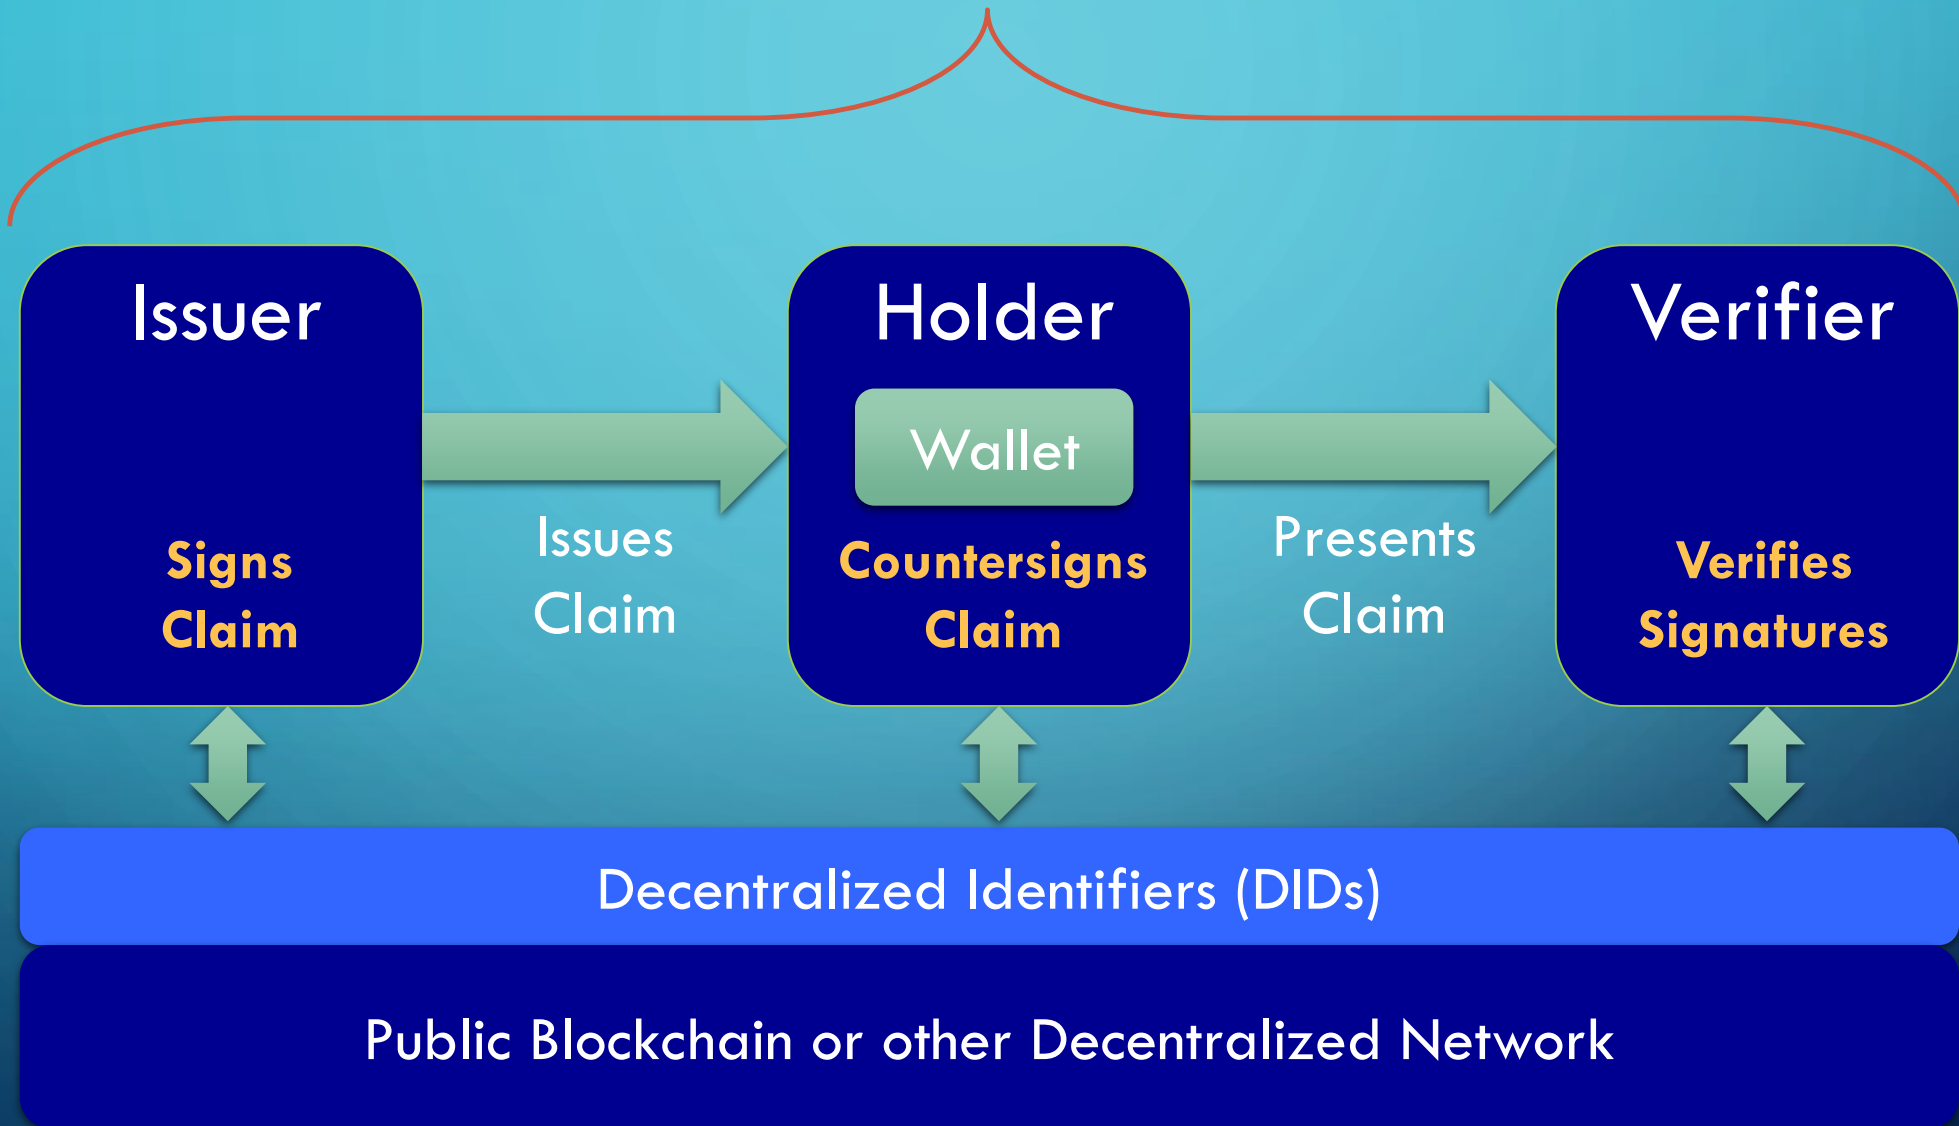 Issuer
Signs
Claim
Issues
Claim
Holder
Wallet
Countersigns
Claim
Presents
Claim
Verifier
Verifies
Signatures
Decentralized Identifiers (DIDs)
Public Blockchain or other Decentralized Network